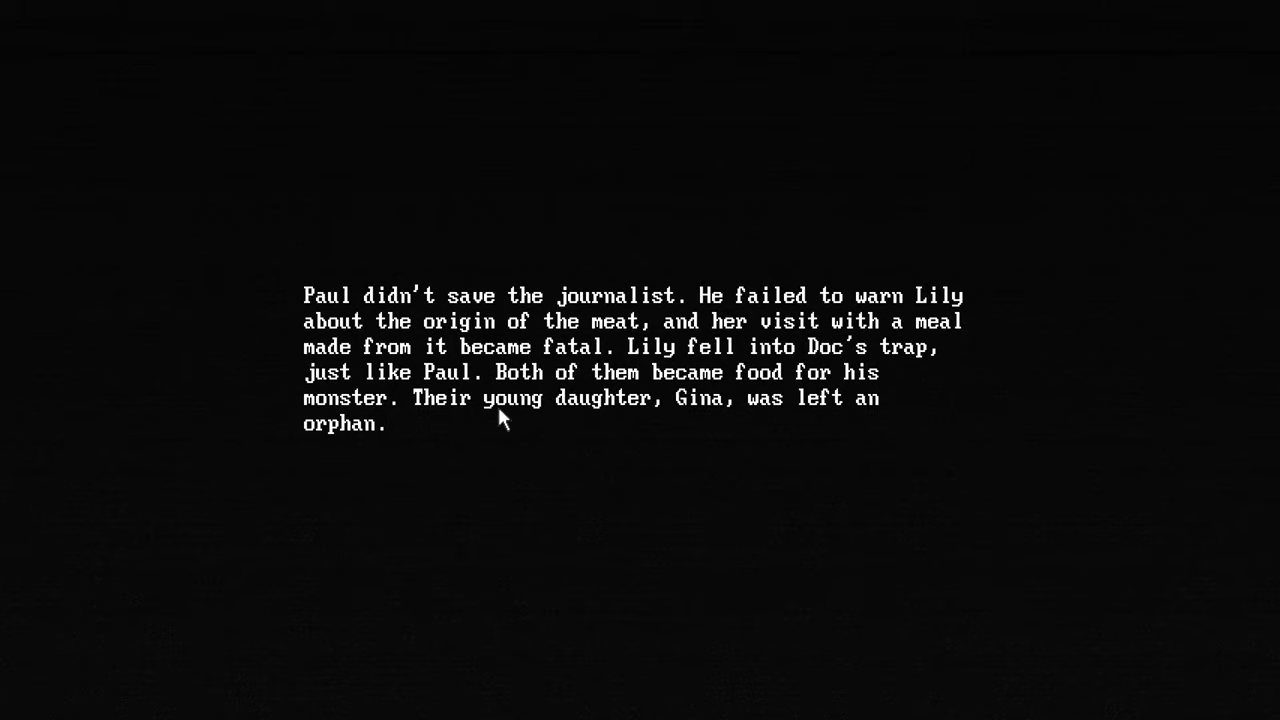 Paul didn't save the journalist. He failed to warn Lily
about the origin of the meat, and her visit with a meal
made from it became fatal. Lily fell into Doc's trap,
just like Paul. Both of them became food for his
monster. Their young daughter, Gina, was left an
orphan.